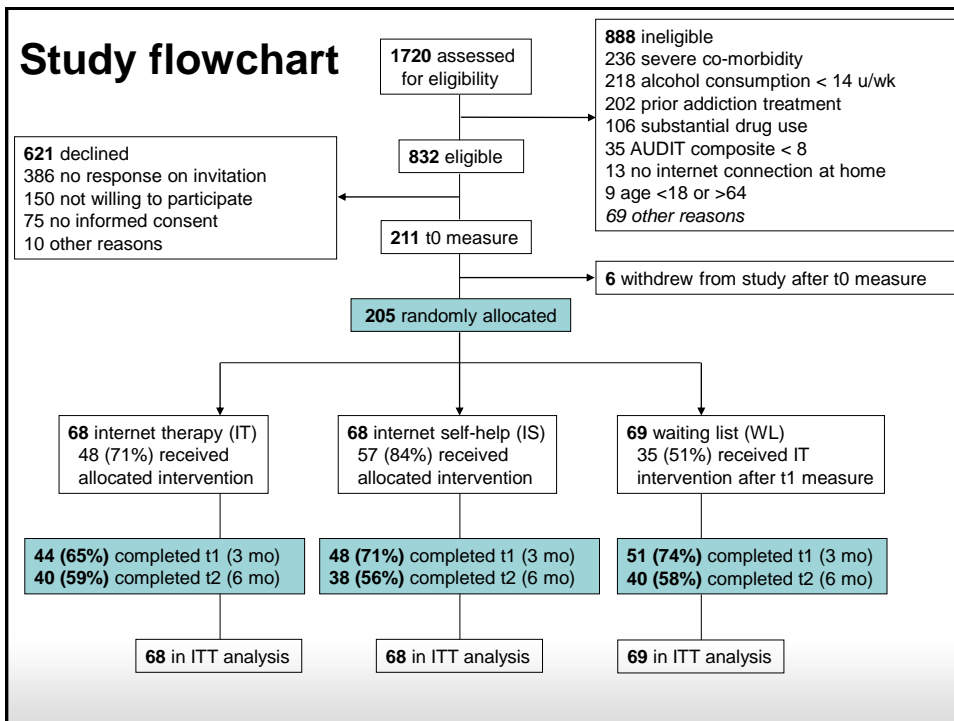 Study flowchart
1720 assessed
for eligibility
888 ineligible
236 severe co-morbidity
218 alcohol consumption < 14 u/wk
202 prior addiction treatment
106 substantial drug use
35 AUDIT composite < 8
13 no internet connection at home
9 age <18 or >64
69 other reasons
832 eligible
621 declined
386 no response on invitation
150 not willing to participate
75 no informed consent
10 other reasons
211 t0 measure
6 withdrew from study after t0 measure
205 randomly allocated
68 internet therapy (IT)
48 (71%) received
allocated intervention
68 internet self-help (IS)
57 (84%) received
allocated intervention
69 waiting list (WL)
35 (51%) received IT
intervention after t1 measure
44 (65%) completed t1 (3 mo)
40 (59%) completed t2 (6 mo)
48 (71%) completed t1 (3 mo)
38 (56%) completed t2 (6 mo)
51 (74%) completed t1 (3 mo)
40 (58%) completed t2 (6 mo)
68 in ITT analysis
68 in ITT analysis
69 in ITT analysis